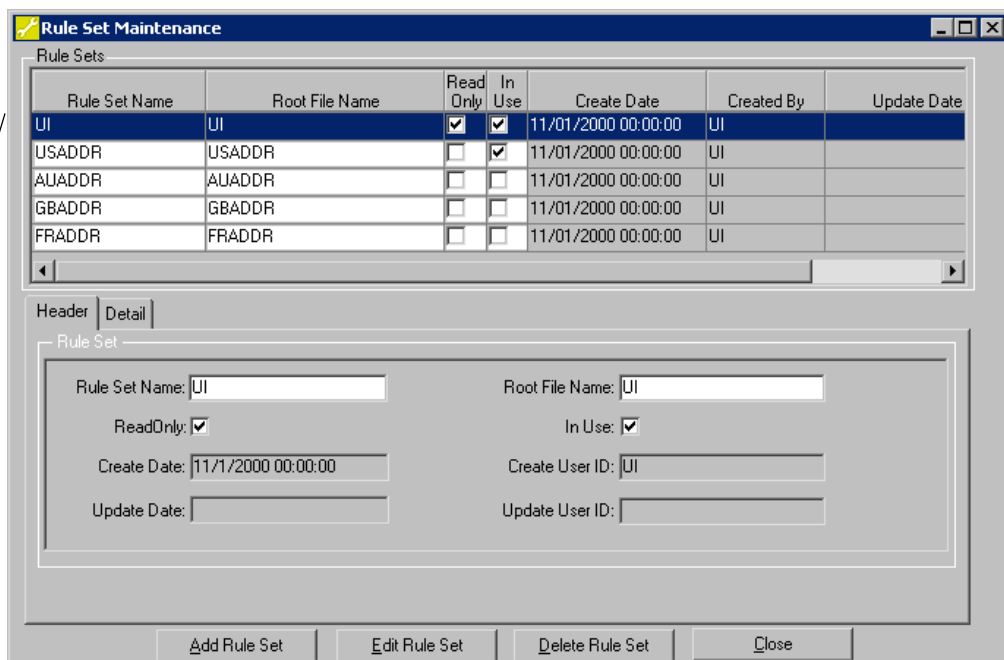 Rule Set Maintenance
Rule Sets
Rule Set Name Root File Name Read Only In Use Create Date Created By Update Date
UI UI 11/01/2000 00:00:00 UI
USADDR USADDR 11/01/2000 00:00:00 UI
AUADDR AUADDR 11/01/2000 00:00:00 UI
GBADDR GBADDR 11/01/2000 00:00:00 UI
FRADDR FRADDR 11/01/2000 00:00:00 UI
Header Detail
Rule Set
Rule Set Name: UI Root File Name: UI
ReadOnly: In Use:
Create Date: 11/1/2000 00:00:00 Create User ID: UI
Update Date: Update User ID:
Add Rule Set Edit Rule Set Delete Rule Set Close